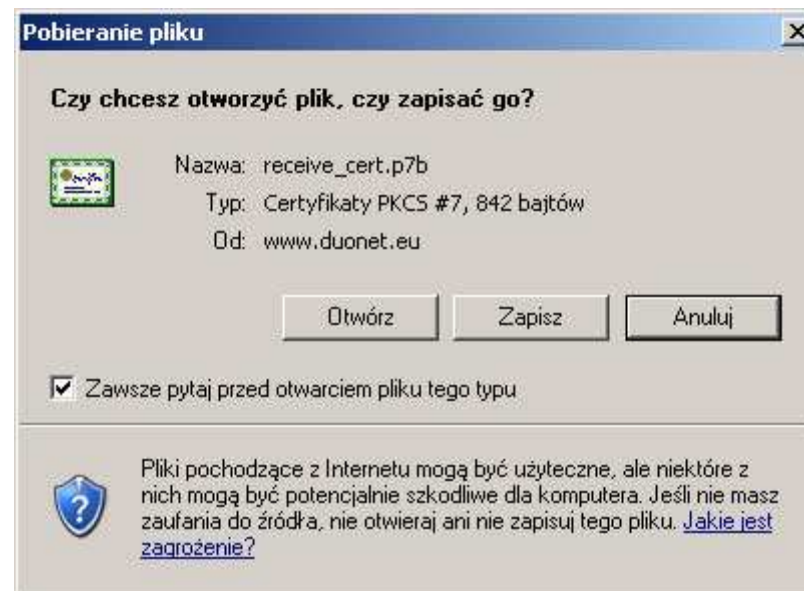 Pobieranie pliku
Czy chcesz otworzyć plik, czy zapisać go?
Nazwa: receive_cert.p7b
Typ: Certyfikaty PKCS #7, 842 bajtów
Od: www.duonet.eu
Otwórz Zapisz Anuluj
Zawsze pytaj przed otwarciem pliku tego typu
Pliki pochodzące z Internetu mogą być użyteczne, ale niektóre z
nich mogą być potencjalnie szkodliwe dla komputera. Jeśli nie masz
zaufania do źródła, nie otwieraj ani nie zapisuj tego pliku. Jakie jest
zagrożenie?